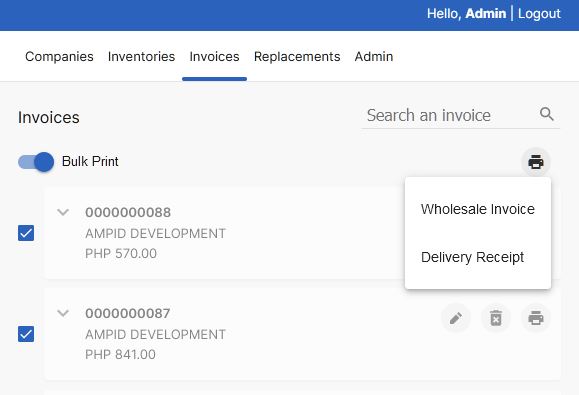 Hello, Admin | Logout
Companies Inventories Invoices Replacements Admin
Invoices
Search an invoice
Bulk Print
Wholesale Invoice
Delivery Receipt
0000000088
AMPID DEVELOPMENT
PHP 570.00
0000000087
AMPID DEVELOPMENT
PHP 841.00